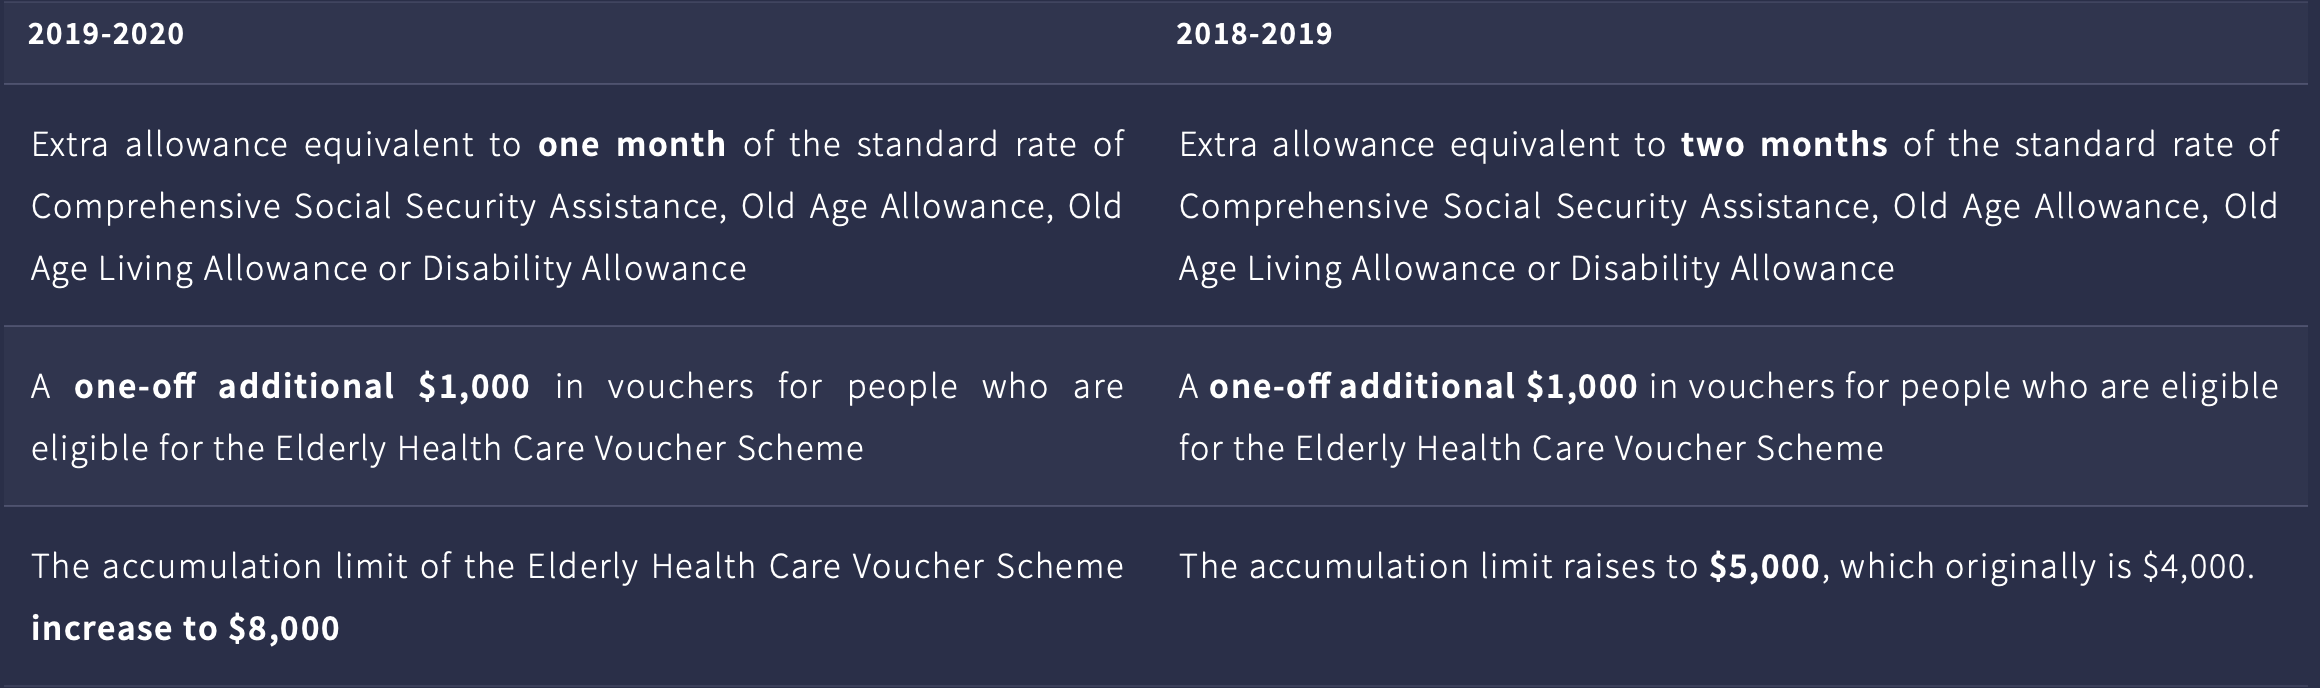 2019-2020
2018-2019
Extra allowance equivalent to one month of the standard rate of
Comprehensive Social Security Assistance, Old Age Allowance, Old
Age Living Allowance or Disability Allowance
Extra allowance equivalent to two months of the standard rate of
Comprehensive Social Security Assistance, Old Age Allowance, Old
Age Living Allowance or Disability Allowance
A one-off additional $1,000 in vouchers for people who are
eligible for the Elderly Health Care Voucher Scheme
A one-off additional $1,000 in vouchers for people who are eligible
for the Elderly Health Care Voucher Scheme
The accumulation limit of the Elderly Health Care Voucher Scheme
increase to $8,000
The accumulation limit raises to $5,000, which originally is $4,000.